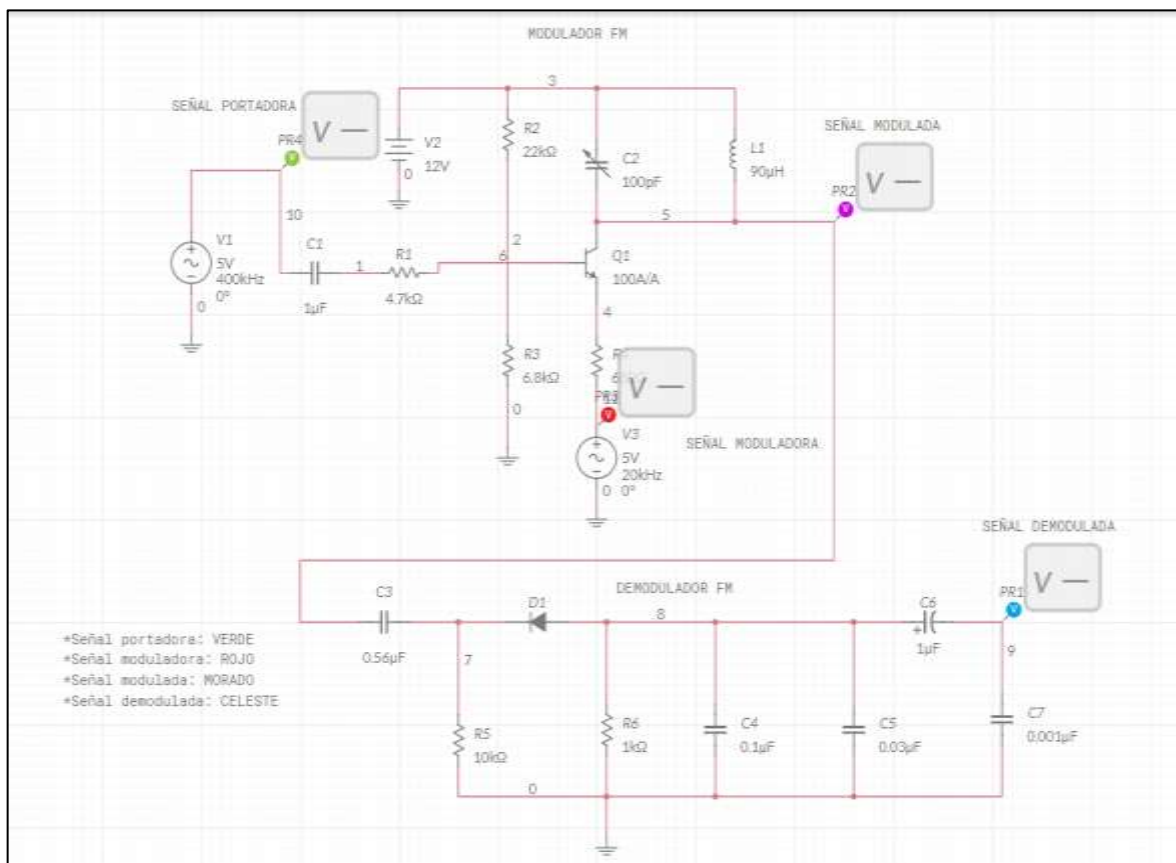 MODULADOR FM
SEÑAL PORTADORA
V
PR4
V
3
V2
12V
0
R2
22kΩ
C2
100pF
L1
90µH
SEÑAL MODULADA
V
PR2
V
10
V1
5V
400kHz
0°
0
C1
1µF
1
R1
4.7kΩ
2
6
Q1
100A/A
5
4
R3
6.8kΩ
0
V
V
V3
5V
20kHz
0°
0
SEÑAL MODULADORA
SEÑAL DEMODULADA
V
PR1
V
DEMODULADOR FM
C3
0.56µF
D1
8
C6
+
1µF
9
7
*Señal portadora: VERDE
*Señal moduladora: ROJO
*Señal modulada: MORADO
*Señal demodulada: CELESTE
R5
10kΩ
0
R6
1kΩ
C4
0.1µF
C5
0.03µF
C7
0.001µF